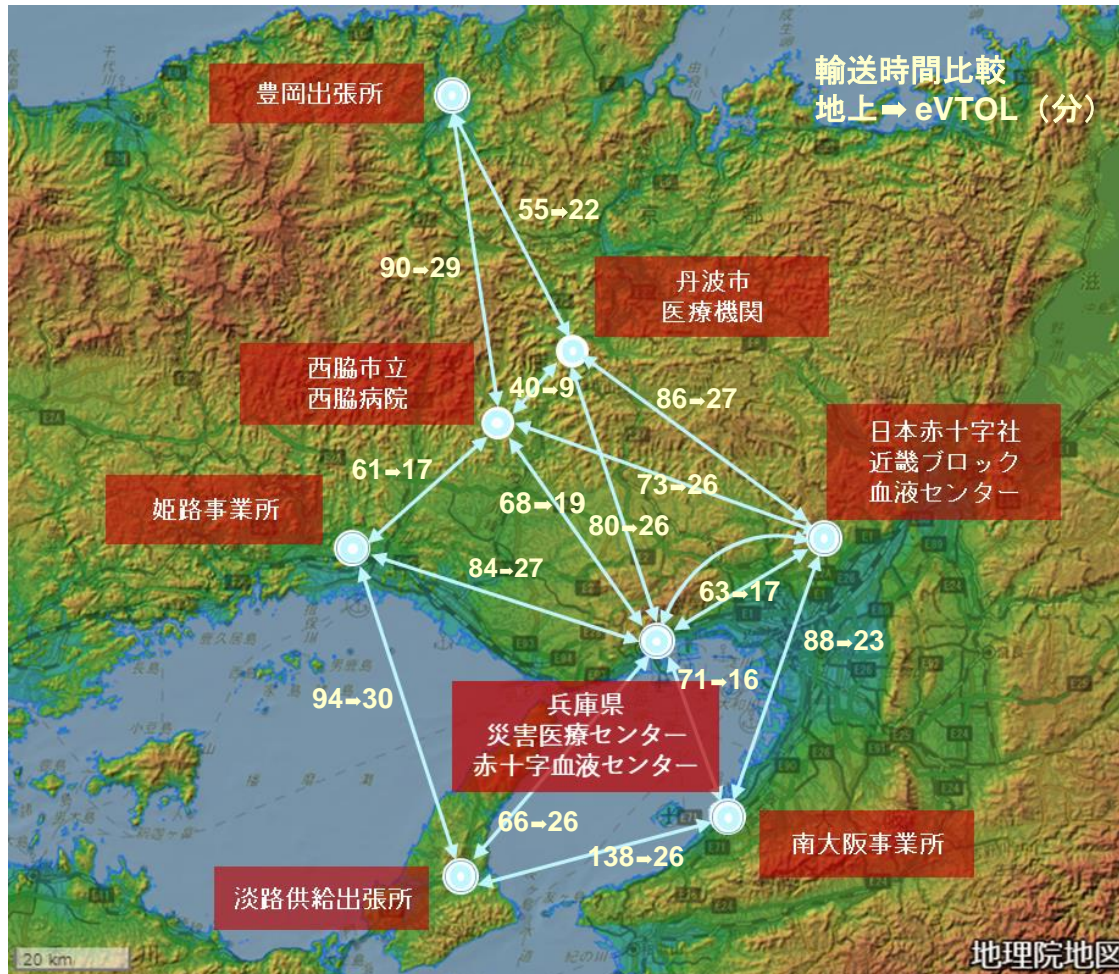 輸送時間比較
地上➡eVTOL（分）
豊岡出張所
55➡22
90➡29
丹波市
医療機関
西脇市立
西脇病院
40➡9
86➡27
日本赤十字社
近畿ブロック
血液センター
61➡17
73➡26
姫路事業所
68➡19
80➡26
84➡27
63➡17
88➡23
71➡16
94➡30
兵庫県
災害医療センター
赤十字血液センター
66➡26
138➡26
南大阪事業所
淡路供給出張所
20 km
地理院地図